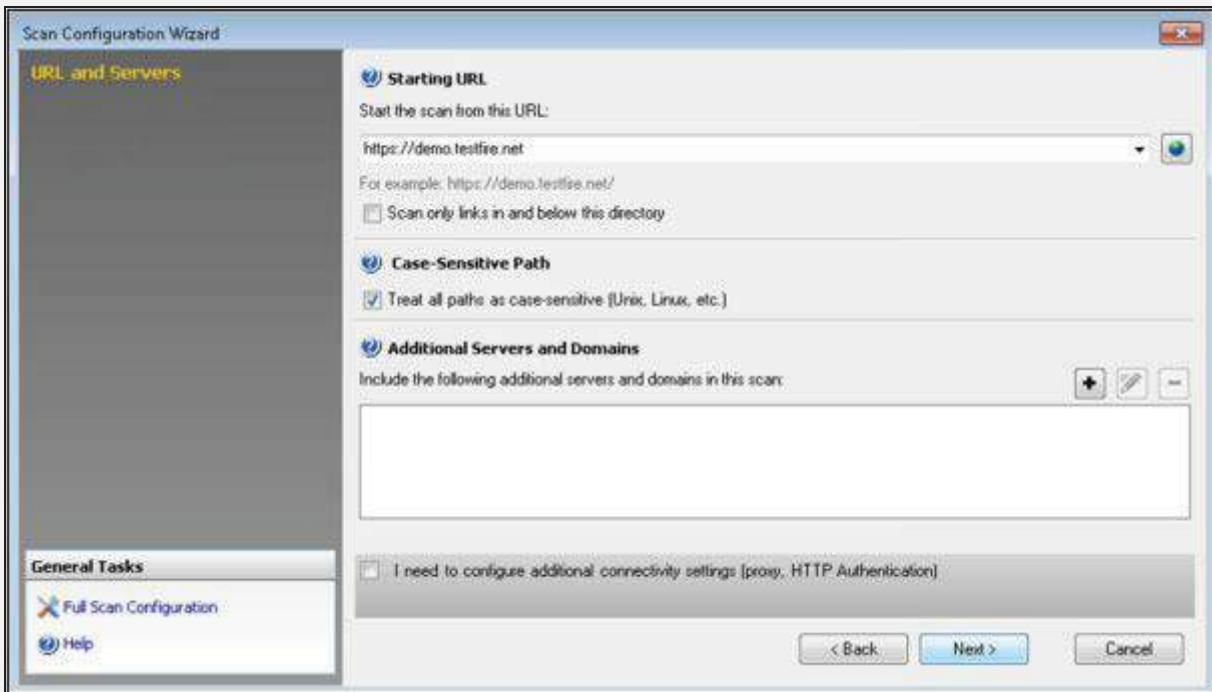 Scan Configuration Wizard
URL and Servers
Starting URL
Start the scan from this URL:
https://demo.testfire.net
For example: https://demo.testfire.net/
Scan only links in and below this directory
Case-Sensitive Path
Treat all paths as case-sensitive (Unix, Linux, etc.)
Additional Servers and Domains
Include the following additional servers and domains in this scan:
General Tasks
Full Scan Configuration
Help
I need to configure additional connectivity settings (proxy, HTTP Authentication)
< Back
Next >
Cancel